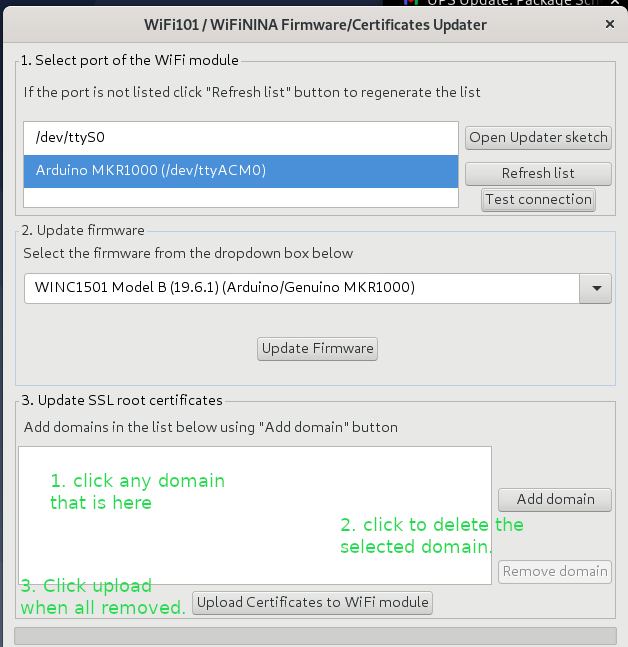 UPS Update: Package Sch
WiFi101 / WiFiNINA Firmware/Certificates Updater
1. Select port of the WiFi module
If the port is not listed click "Refresh list" button to regenerate the list
/dev/ttyS0
Open Updater sketch
Arduino MKR1000 (/dev/ttyACM0)
Refresh list
Test connection
2. Update firmware
Select the firmware from the dropdown box below
WINC1501 Model B (19.6.1) (Arduino/Genuino MKR1000)
Update Firmware
3. Update SSL root certificates
Add domains in the list below using "Add domain" button
1. click any domain
that is here
Add domain
2. click to delete the
selected domain.
Remove domain
3. Click upload
when all removed.
Upload Certificates to WiFi module